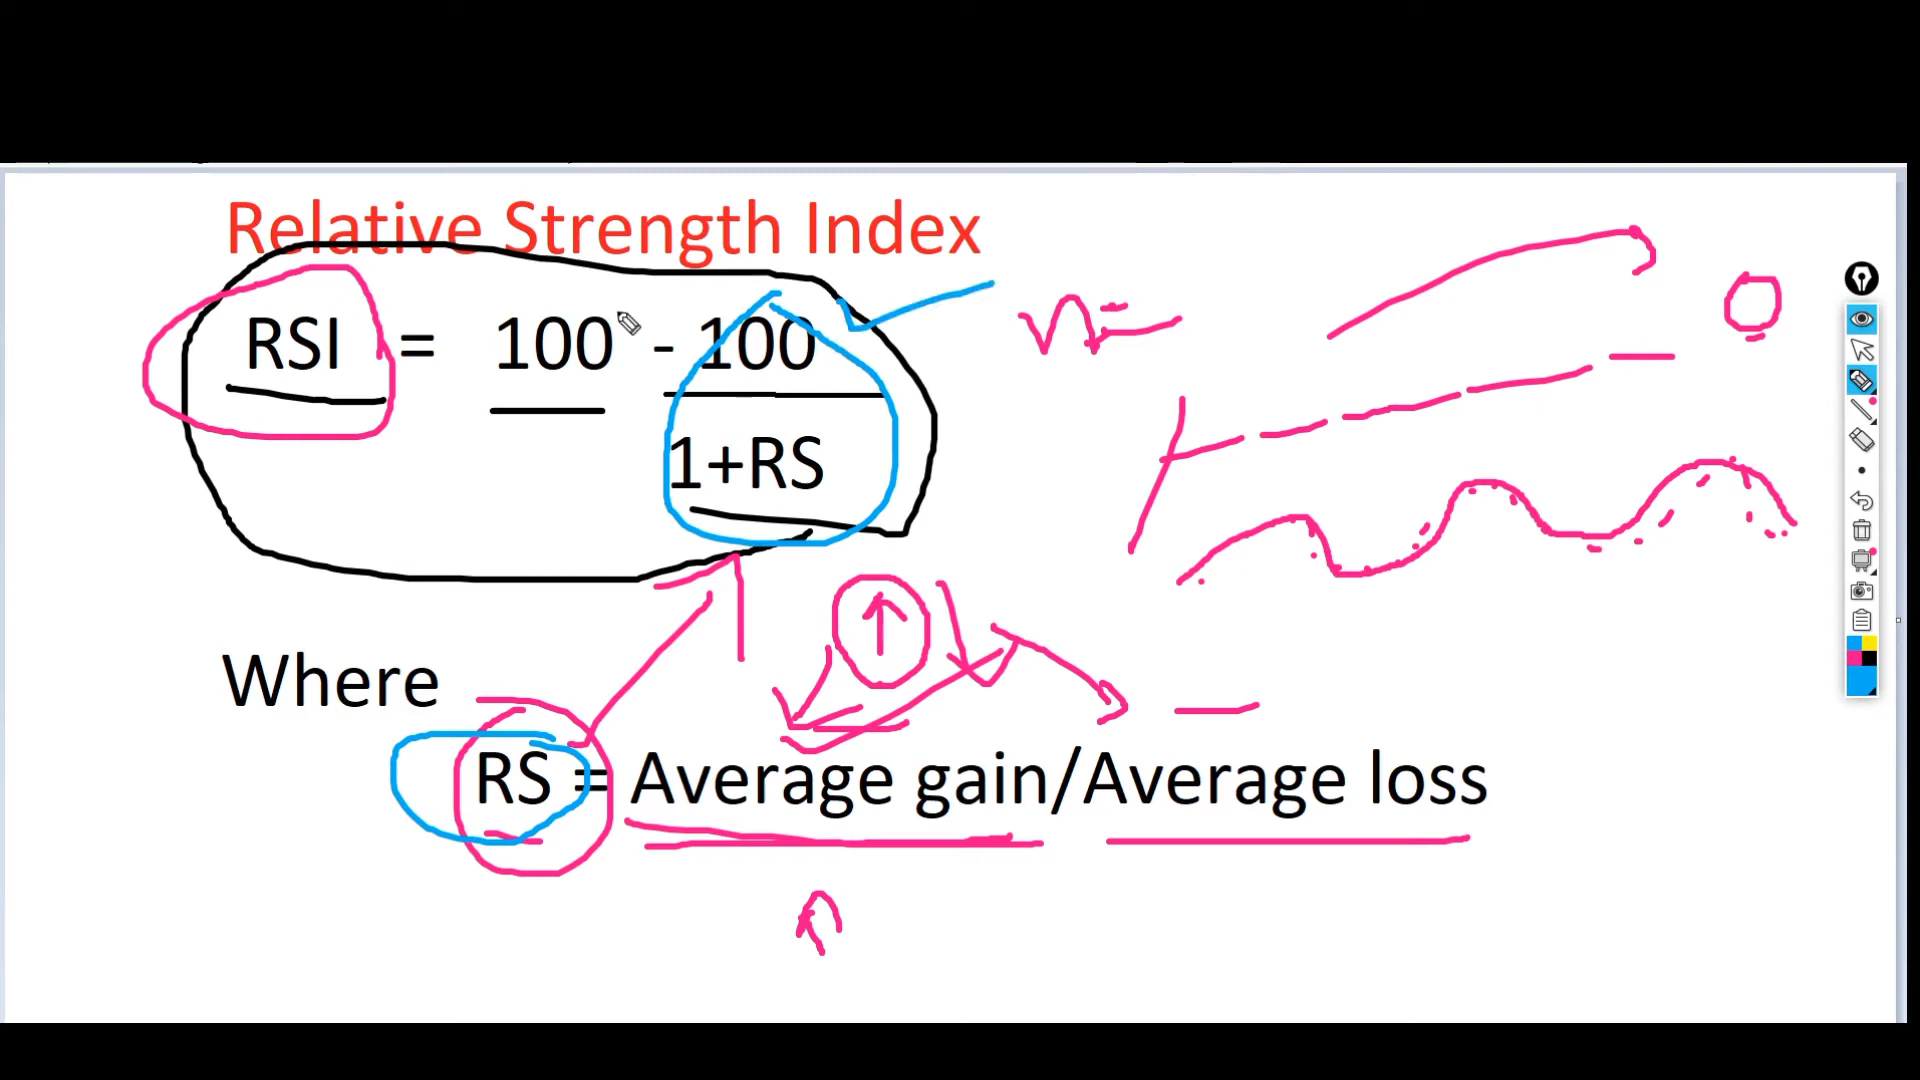 Relative Strength Index
RSI = 100 - 100
1+RS
Where
RS = Average gain/Average loss